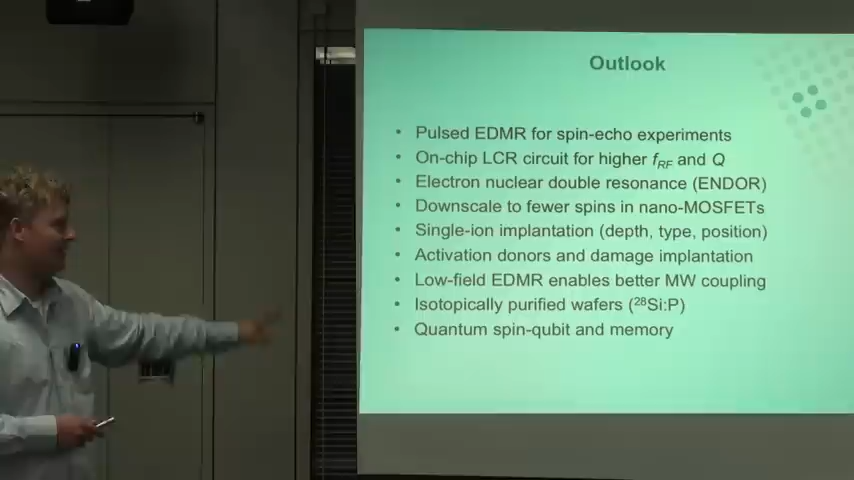 Outlook
• Pulsed EDMR for spin-echo experiments
• On-chip LCR circuit for higher f_RF and Q
• Electron nuclear double resonance (ENDOR)
• Downscale to fewer spins in nano-MOSFETs
• Single-ion implantation (depth, type, position)
• Activation donors and damage implantation
• Low-field EDMR enables better MW coupling
• Isotopically purified wafers (²⁸Si:P)
• Quantum spin-qubit and memory